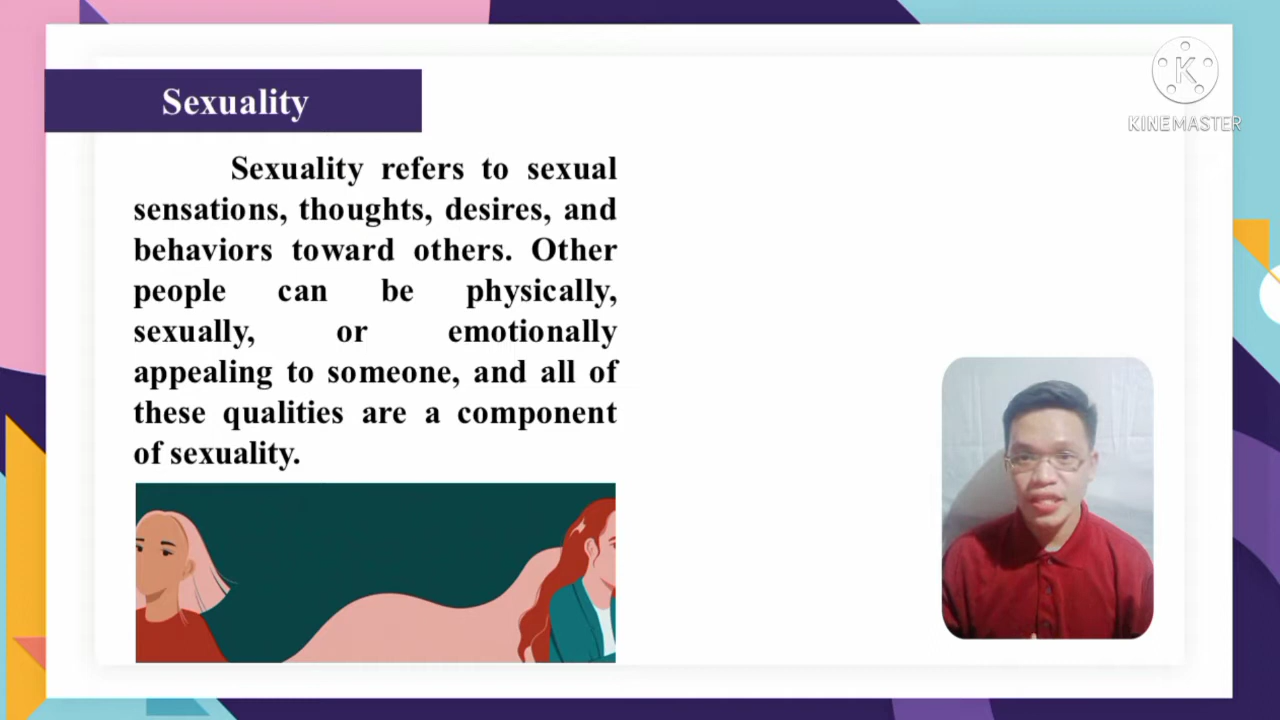 Sexuality
K
KINEMASTER
Sexuality refers to sexual
sensations, thoughts, desires, and
behaviors toward others. Other
people can be physically,
sexually, or emotionally
appealing to someone, and all of
these qualities are a component
of sexuality.